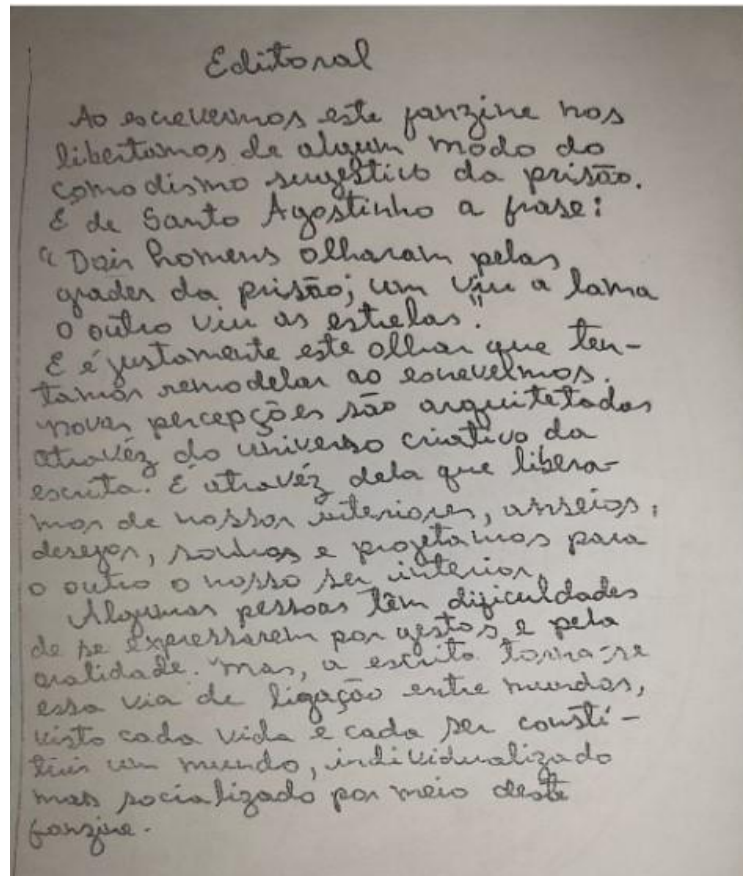 Editoral
Ao escrevermos este fanzine nos
libertamos de algum modo do
comodismo sugestivo da prisão.
É de Santo Agostinho a frase:
"Dois homens olharam pelas
grades da prisão; um viu a lama
o outro viu as estrelas."
E é justamente este olhar que ten-
tamos remodelar ao escrevermos.
novas percepções são arquitetadas
atravéz do universo criativo da
escrita. É atravéz dela que libera-
mos de nossos interiores, anseios,
desejos, sonhos e projetamos para
o outro o nosso ser interior.
Algumas pessoas têm dificuldades
de se expressarem por gestos e pela
oralidade. mas, a escrita torna-se
essa via de ligação entre mundos,
visto cada vida e cada ser consti-
tuir um mundo, individualizado
mas socializado por meio deste
fanzine.